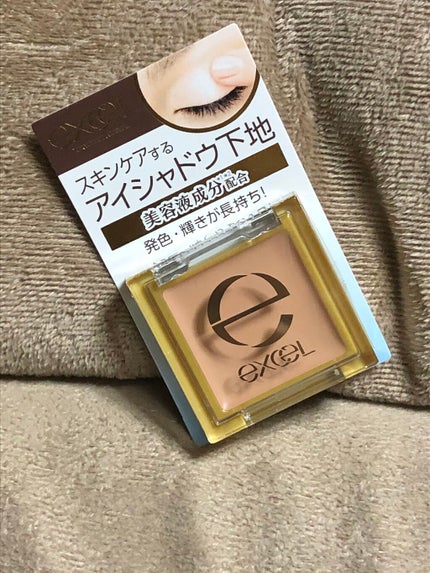 excel
スキンケアする
アイシャドウ下地
美容液成分配合
発色・輝きが長持ち!
e
excel